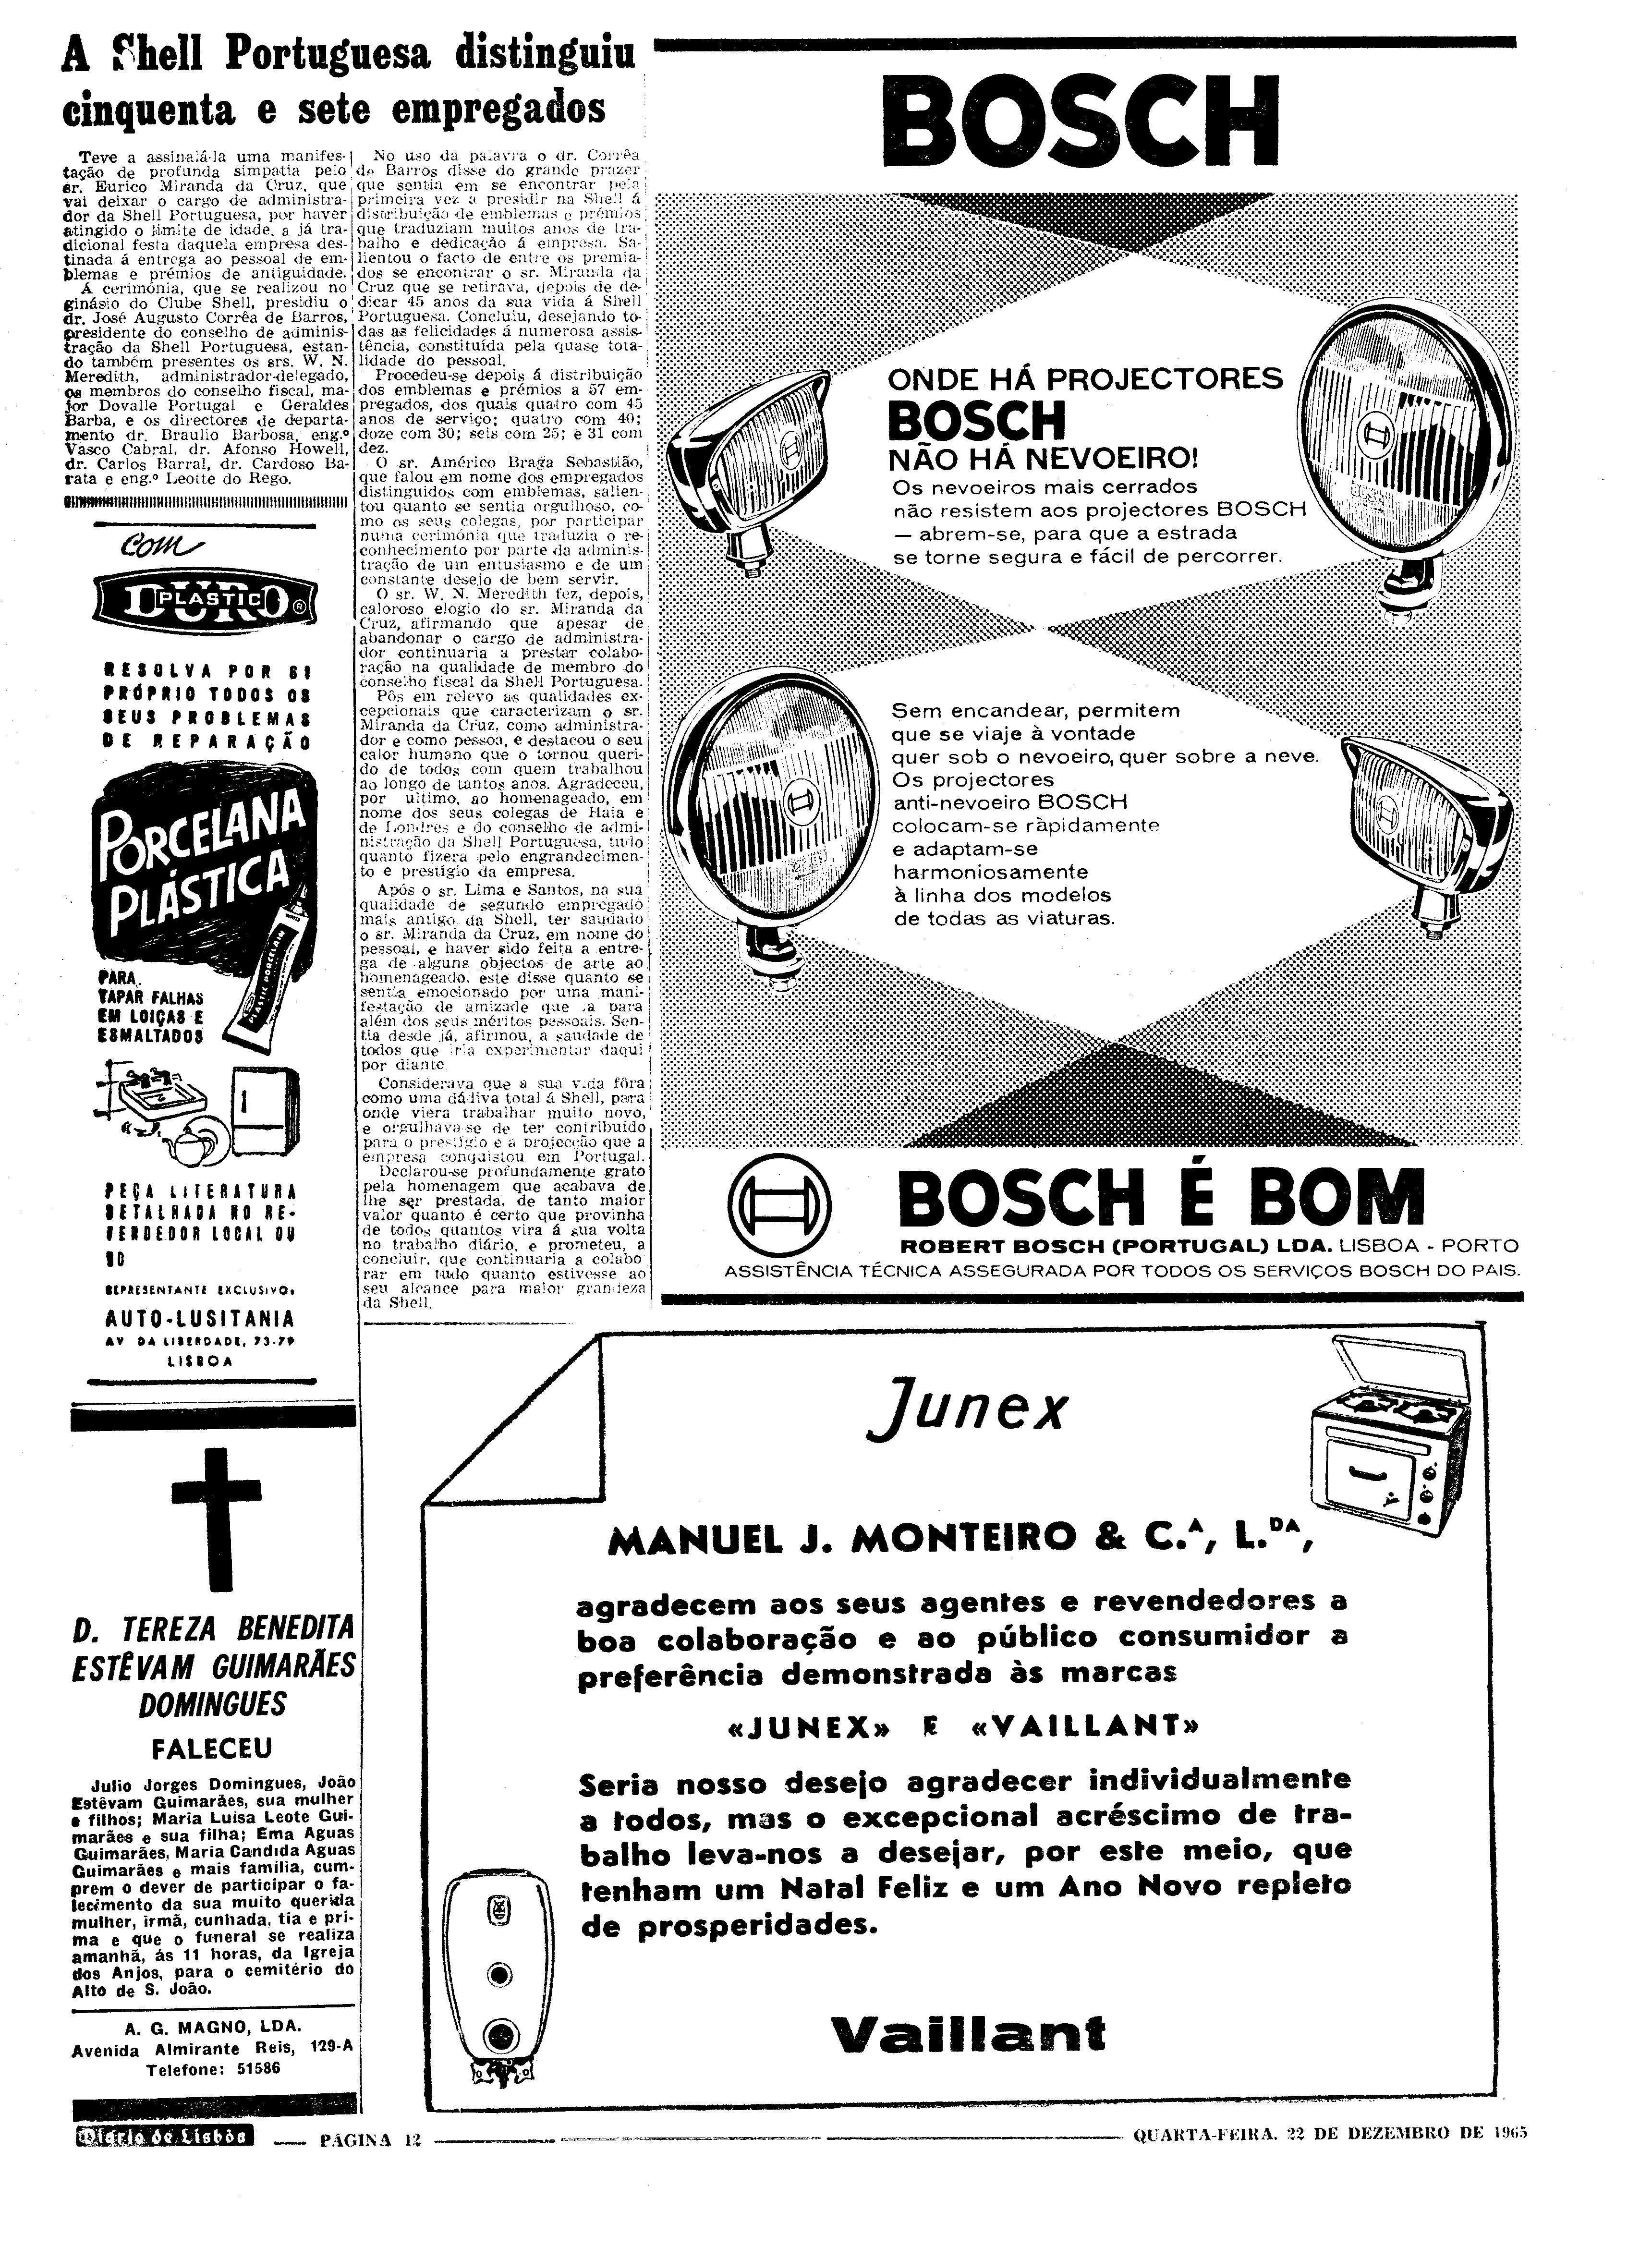 A Shell Portuguesa distinguiu
cinquenta e sete empregados
Teve a assinalá-la uma manifes-
tação de profunda simpatia pelo
sr. Eurico Miranda da Cruz, que
vai deixar o cargo de administra-
dor da Shell Portuguesa, por haver
atingido o limite de idade, a já tra-
dicional festa daquela empresa des-
tinada á entrega ao pessoal de em-
blemas e prémios de antiguidade.
A cerimónia, que se realizou no
ginásio do Clube Shell, presidiu o
dr. José Augusto Corrêa de Barros,
presidente do conselho de adminis-
tração da Shell Portuguesa, estan-
do também presentes os srs. W. N.
Meredith, administrador-delegado,
os membros do conselho fiscal, ma-
jor Dovalle Portugal e Geraldes
Barba, e os directores de departa-
mento dr. Braulio Barbosa, eng.º
Vasco Cabral, dr. Afonso Howell,
dr. Carlos Barral, dr. Cardoso Ba-
rata e eng.º Leotte do Rego.
No uso da palavra o dr. Corrêa
de Barros disse do grande prazer
que sentia em se encontrar pela
primeira vez a presidir na Shell á
distribuição de emblemas e prémios
que traduziam muitos anos de tra-
balho e dedicação á empresa. Sa-
lientou o facto de entre os premia-
dos se encontrar o sr. Miranda da
Cruz que se retirava, depois de de-
dicar 45 anos da sua vida á Shell
Portuguesa. Concluiu, desejando to-
das as felicidades á numerosa assis-
tência, constituída pela quase tota-
lidade do pessoal.
Procedeu-se depois á distribuição
dos emblemas e prémios a 57 em-
pregados, dos quais quatro com 45
anos de serviço; quatro com 40;
doze com 30; seis com 25; e 31 com
dez.
O sr. Américo Braga Sebastião,
que falou em nome dos empregados
distinguidos com emblemas, salien-
tou quanto se sentia orgulhoso, co-
mo os seus colegas, por participar
numa cerimónia que traduzia o re-
conhecimento por parte da adminis-
tração de um entusiasmo e de um
constante desejo de bem servir.
O sr. W. N. Meredith fez, depois,
caloroso elogio do sr. Miranda da
Cruz, afirmando que apesar de
abandonar o cargo de administra-
dor continuaria a prestar colabo-
ração na qualidade de membro do
conselho fiscal da Shell Portuguesa.
Pôs em relevo as qualidades ex-
cepcionais que caracterizam o sr.
Miranda da Cruz, como administra-
dor e como pessoa, e destacou o seu
calor humano que o tornou queri-
do de todos com quem trabalhou
ao longo de tantos anos. Agradeceu,
por ultimo, ao homenageado, em
nome dos seus colegas de Haia e
de Londres e do conselho de admi-
nistração da Shell Portuguesa, tudo
quanto fizera pelo engrandecimen-
to e prestígio da empresa.
Após o sr. Lima e Santos, na sua
qualidade de segundo empregado
mais antigo da Shell, ter saudado
o sr. Miranda da Cruz, em nome do
pessoal, e haver sido feita a entre-
ga de alguns objectos de arte ao
homenageado, este disse quanto se
sentia emocionado por uma mani-
festação de amizade que ia para
além dos seus méritos pessoais. Sen-
tia desde já, afirmou, a saudade de
todos que iria experimentar daqui
por diante
Considerava que a sua vida fôra
como uma dádiva total á Shell, para
onde viera trabalhar muito novo,
e orgulhava-se de ter contribuído
para o prestígio e a projecção que a
empresa conquistou em Portugal.
Declarou-se profundamente grato
pela homenagem que acabava de
lhe ser prestada, de tanto maior
valor quanto é certo que provinha
de todos quantos vira á sua volta
no trabalho diário, e prometeu, a
concluir, que continuaria a colabo
rar em tudo quanto estivesse ao
seu alcance para maior grandeza
da Shell.
com
DURO
PLASTIC ®
RESOLVA POR SI
PRÓPRIO TODOS OS
SEUS PROBLEMAS
DE REPARAÇÃO
PORCELANA
PLÁSTICA
PLASTIC PORCELAIN
PARA
TAPAR FALHAS
EM LOIÇAS E
ESMALTADOS
PEÇA LITERATURA
DETALHADA NO RE-
VENDEDOR LOCAL OU
NO
REPRESENTANTE EXCLUSIVO.
AUTO-LUSITANIA
AV DA LIBERDADE, 73-79
LISBOA
D. TEREZA BENEDITA
ESTÊVAM GUIMARÃES
DOMINGUES
FALECEU
Julio Jorges Domingues, João
Estêvam Guimarães, sua mulher
e filhos; Maria Luisa Leote Gui-
marães e sua filha; Ema Aguas
Guimarães, Maria Candida Aguas
Guimarães e mais família, cum-
prem o dever de participar o fa-
lecimento da sua muito querida
mulher, irmã, cunhada, tia e pri-
ma e que o funeral se realiza
amanhã, ás 11 horas, da Igreja
dos Anjos, para o cemitério do
Alto de S. João.
A. G. MAGNO, LDA.
Avenida Almirante Reis, 129-A
Telefone: 51586
BOSCH
ONDE HÁ PROJECTORES
BOSCH
NÃO HÁ NEVOEIRO!
Os nevoeiros mais cerrados
não resistem aos projectores BOSCH
— abrem-se, para que a estrada
se torne segura e fácil de percorrer.
Sem encandear, permitem
que se viaje à vontade
quer sob o nevoeiro, quer sobre a neve.
Os projectores
anti-nevoeiro BOSCH
colocam-se ràpidamente
e adaptam-se
harmoniosamente
à linha dos modelos
de todas as viaturas.
BOSCH É BOM
ROBERT BOSCH (PORTUGAL) LDA. LISBOA - PORTO
ASSISTÊNCIA TÉCNICA ASSEGURADA POR TODOS OS SERVIÇOS BOSCH DO PAIS.
Junex
MANUEL J. MONTEIRO & C.ᴬ, L.ᴰᴬ,
agradecem aos seus agentes e revendedores a
boa colaboração e ao público consumidor a
preferência demonstrada às marcas
«JUNEX» E «VAILLANT»
Seria nosso desejo agradecer individualmente
a todos, mas o excepcional acréscimo de tra-
balho leva-nos a desejar, por este meio, que
tenham um Natal Feliz e um Ano Novo repleto
de prosperidades.
Vaillant
Diario de Lisbôa — PÁGINA 12 — QUARTA-FEIRA, 22 DE DEZEMBRO DE 1965